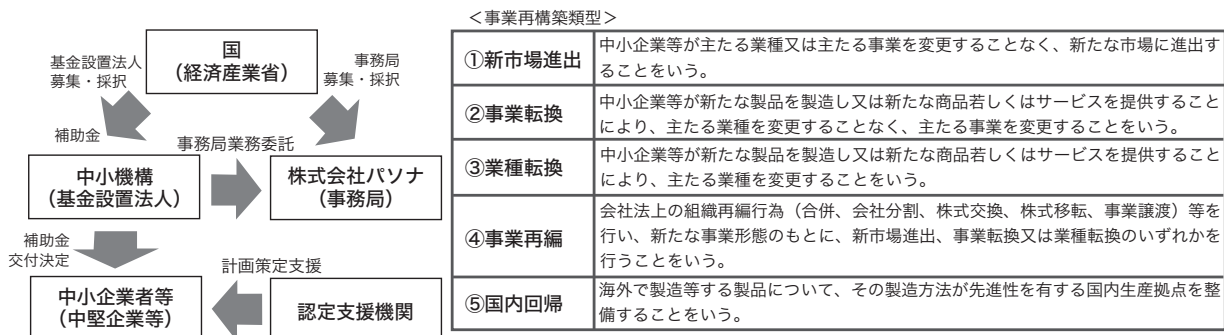 国
（経済産業省）
基金設置法人
募集・採択
事務局
募集・採択
補助金
事務局業務委託
中小機構
（基金設置法人）
株式会社パソナ
（事務局）
補助金
交付決定
計画策定支援
中小企業者等
（中堅企業等）
認定支援機関
＜事業再構築類型＞
①新市場進出
中小企業等が主たる業種又は主たる事業を変更することなく、新たな市場に進出す
ることをいう。
②事業転換
中小企業等が新たな製品を製造し又は新たな商品若しくはサービスを提供すること
により、主たる業種を変更することなく、主たる事業を変更することをいう。
③業種転換
中小企業等が新たな製品を製造し又は新たな商品若しくはサービスを提供すること
により、主たる業種を変更することをいう。
④事業再編
会社法上の組織再編行為（合併、会社分割、株式交換、株式移転、事業譲渡）等を
行い、新たな事業形態のもとに、新市場進出、事業転換又は業種転換のいずれかを
行うことをいう。
⑤国内回帰
海外で製造等する製品について、その製造方法が先進性を有する国内生産拠点を整
備することをいう。